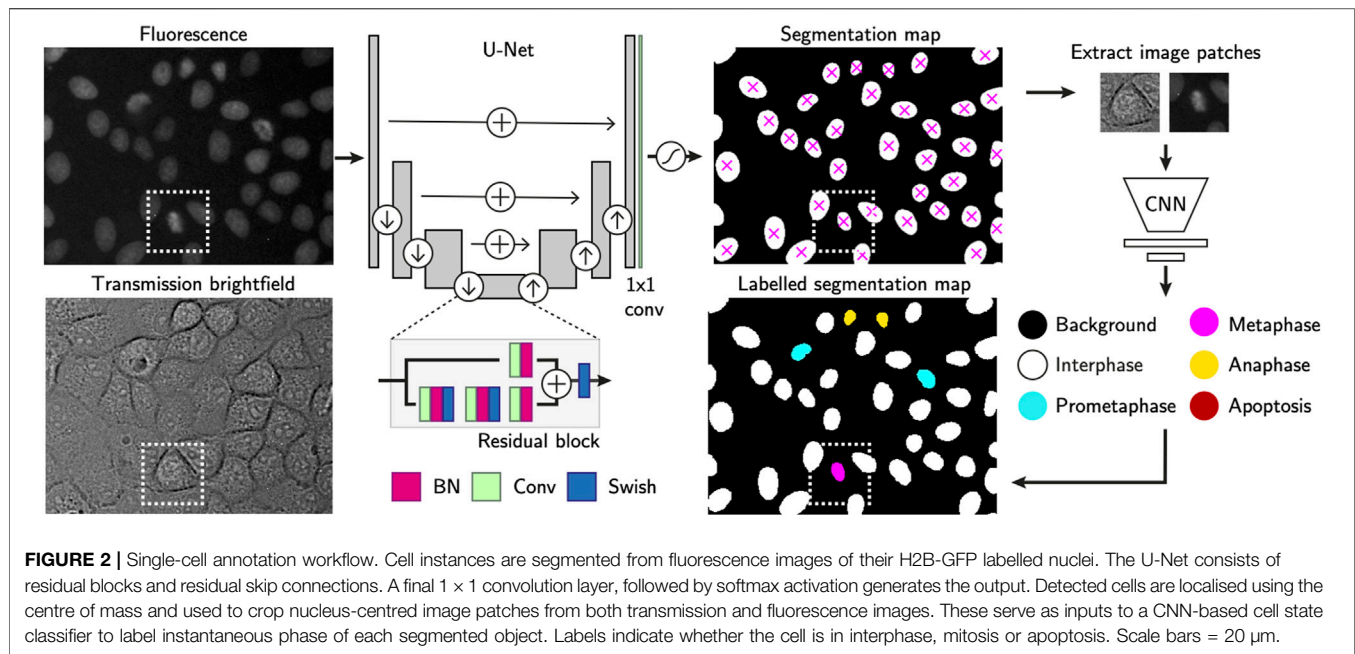 Fluorescence
U-Net
Segmentation map
Extract image patches
CNN
1x1
conv
Transmission brightfield
Labelled segmentation map
Background
Metaphase
Interphase
Anaphase
Prometaphase
Apoptosis
Residual block
BN
Conv
Swish
FIGURE 2 | Single-cell annotation workflow. Cell instances are segmented from fluorescence images of their H2B-GFP labelled nuclei. The U-Net consists of
residual blocks and residual skip connections. A final 1 × 1 convolution layer, followed by softmax activation generates the output. Detected cells are localised using the
centre of mass and used to crop nucleus-centred image patches from both transmission and fluorescence images. These serve as inputs to a CNN-based cell state
classifier to label instantaneous phase of each segmented object. Labels indicate whether the cell is in interphase, mitosis or apoptosis. Scale bars = 20 μm.